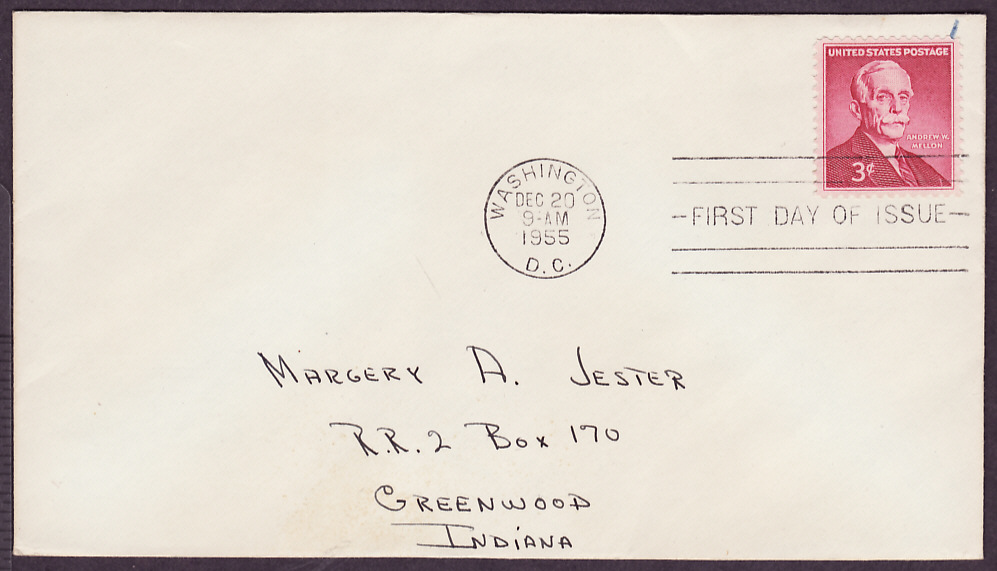 UNITED STATES POSTAGE
ANDREW W.
MELLON
3¢
WASHINGTON
DEC 20
9-AM
1955
D.C.
FIRST DAY OF ISSUE
MARGERY A. JESTER
R.R. 2 BOX 170
GREENWOOD
INDIANA